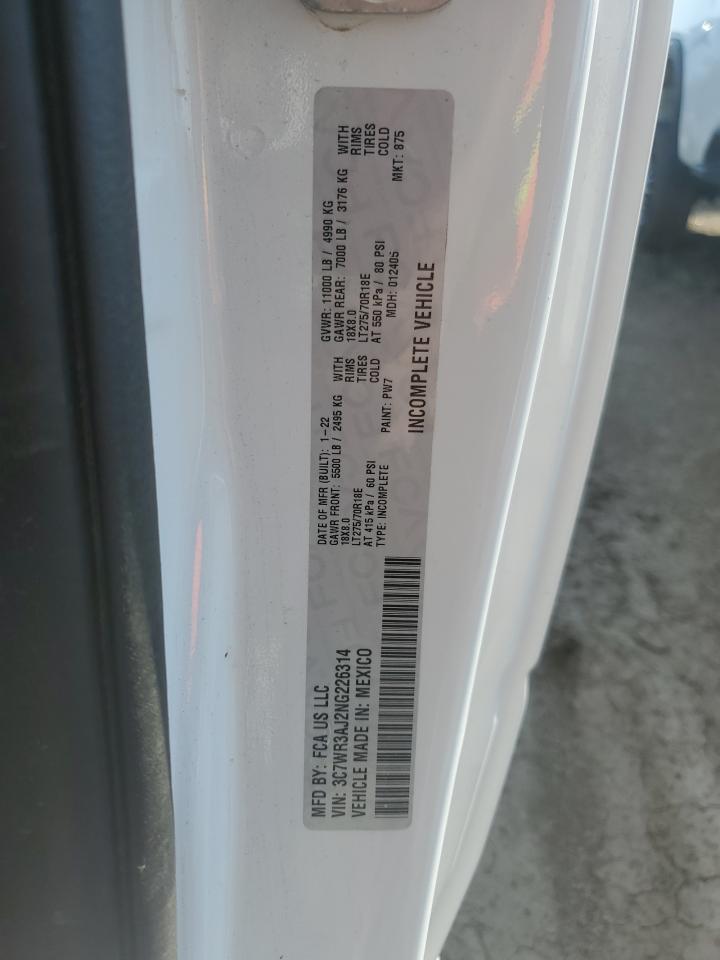 MFD BY: FCA US LLC
VIN: 3C7WR3AJ2NG226314
VEHICLE MADE IN: MEXICO
DATE OF MFR (BUILT): 1-22
GAWR FRONT: 5500 LB / 2495 KG WITH
18X8.0 RIMS
LT275/70R18E TIRES
AT 415 kPa / 60 PSI COLD
TYPE: INCOMPLETE PAINT: PW7
GVWR: 11000 LB / 4990 KG
GAWR REAR: 7000 LB / 3176 KG WITH
18X8.0 RIMS
LT275/70R18E TIRES
AT 550 kPa / 80 PSI COLD
MDH: 012405 MKT: 875
INCOMPLETE VEHICLE